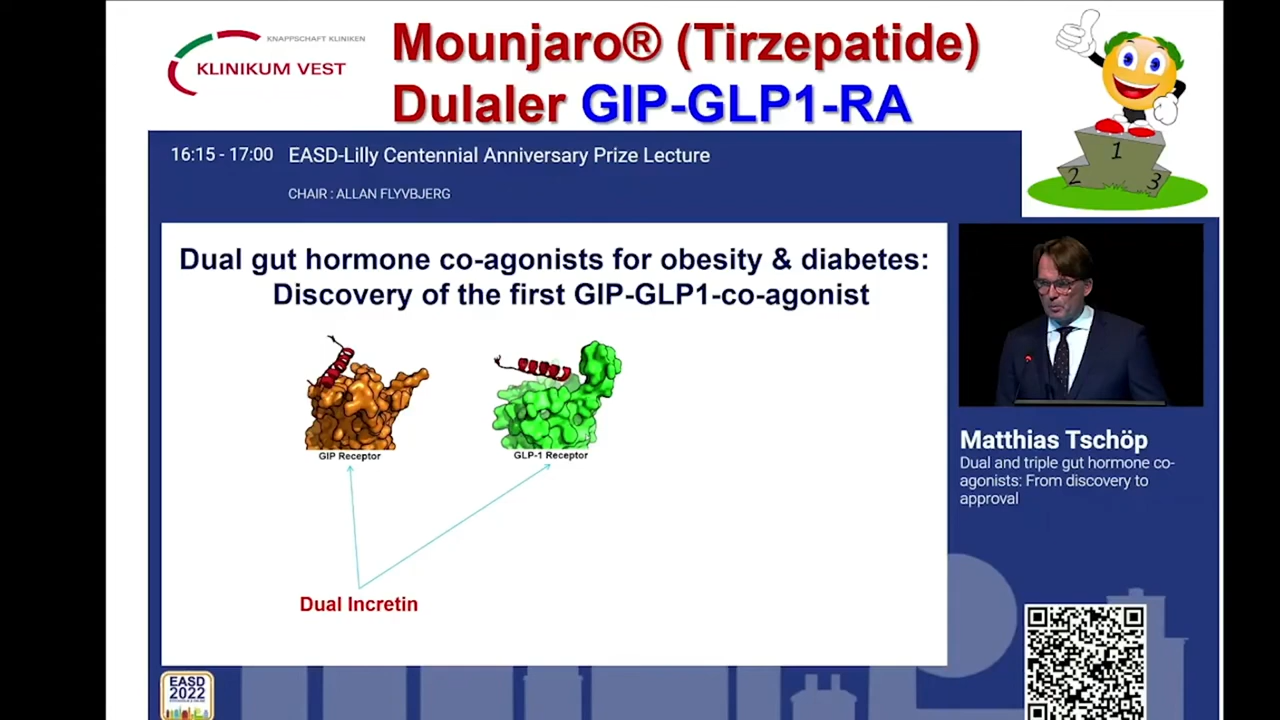 KNAPPSCHAFT KLINIKEN
KLINIKUM VEST
Mounjaro® (Tirzepatide)
Dulaler GIP-GLP1-RA
1
2
3
16:15 - 17:00 EASD-Lilly Centennial Anniversary Prize Lecture
CHAIR : ALLAN FLYVBJERG
Dual gut hormone co-agonists for obesity & diabetes:
Discovery of the first GIP-GLP1-co-agonist
GIP Receptor
GLP-1 Receptor
Dual Incretin
Matthias Tschöp
Dual and triple gut hormone co-
agonists: From discovery to
approval
EASD
2022